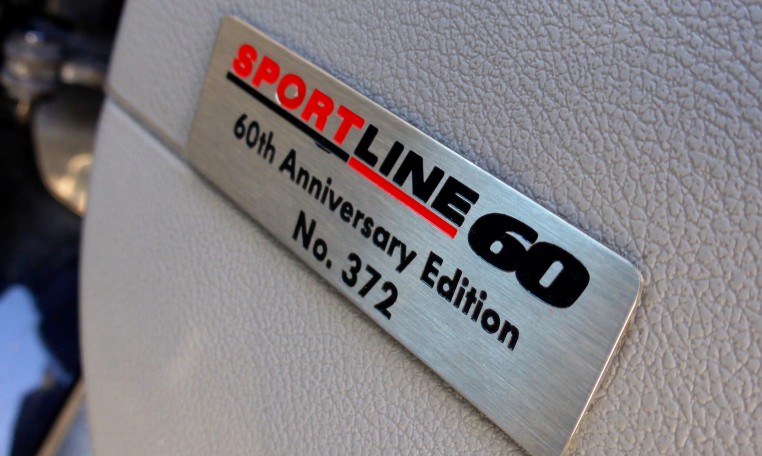 SPORTLINE 60
60th Anniversary Edition
No. 372